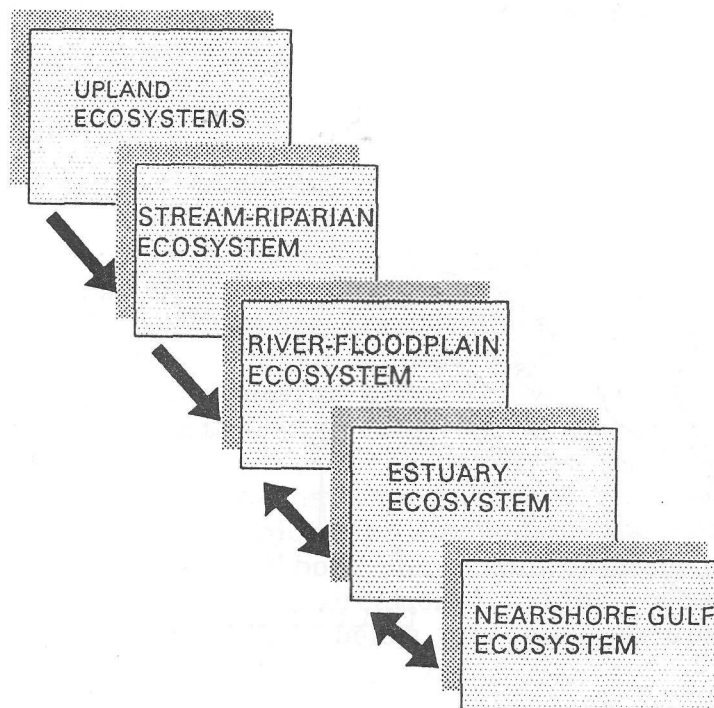 UPLAND
ECOSYSTEMS
STREAM-RIPARIAN
ECOSYSTEM
RIVER-FLOODPLAIN
ECOSYSTEM
ESTUARY
ECOSYSTEM
NEARSHORE GULF
ECOSYSTEM